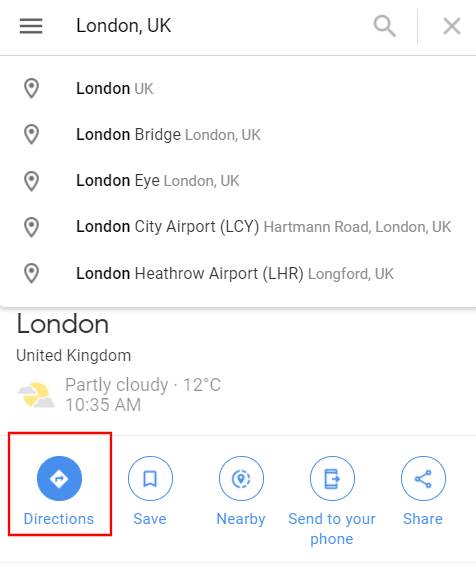 London, UK
London UK
London Bridge London, UK
London Eye London, UK
London City Airport (LCY) Hartmann Road, London, UK
London Heathrow Airport (LHR) Longford, UK
London
United Kingdom
Partly cloudy · 12°C
10:35 AM
Directions Save Nearby Send to your Share
phone